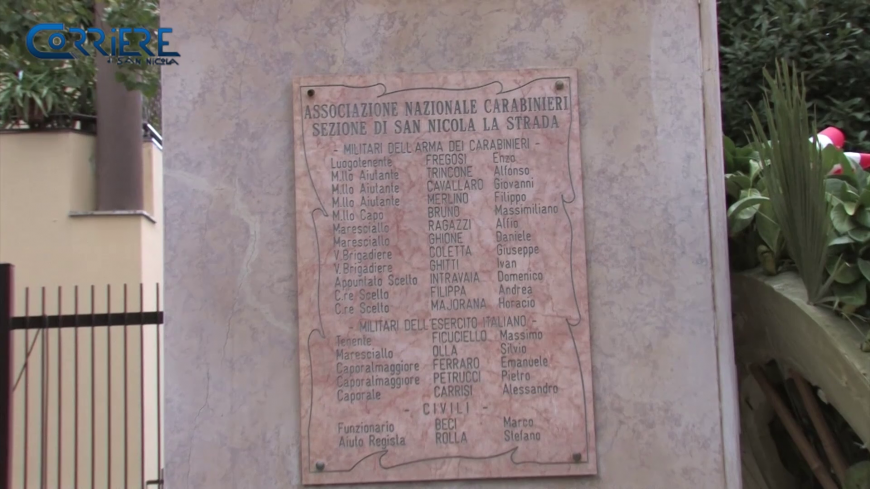 CORRIERE
DI SAN NICOLA
ASSOCIAZIONE NAZIONALE CARABINIERI
SEZIONE DI SAN NICOLA LA STRADA
- MILITARI DELL'ARMA DEI CARABINIERI -
Luogotenente FREGOSI Enzo
M.llo Aiutante TRINCONE Alfonso
M.llo Aiutante CAVALLARO Giovanni
M.llo Aiutante MERLINO Filippo
M.llo Capo BRUNO Massimiliano
Maresciallo RAGAZZI Alfio
Maresciallo GHIONE Daniele
V.Brigadiere COLETTA Giuseppe
V.Brigadiere GHITTI Ivan
Appuntato Scelto INTRAVAIA Domenico
C.re Scelto FILIPPA Andrea
C.re Scelto MAJORANA Horacio
- MILITARI DELL'ESERCITO ITALIANO -
Tenente FICUCIELLO Massimo
Maresciallo OLLA Silvio
Caporalmaggiore FERRARO Emanuele
Caporalmaggiore PETRUCCI Pietro
Caporale CARRISI Alessandro
- CIVILI -
Funzionario BECI Marco
Aiuto Regista ROLLA Stefano